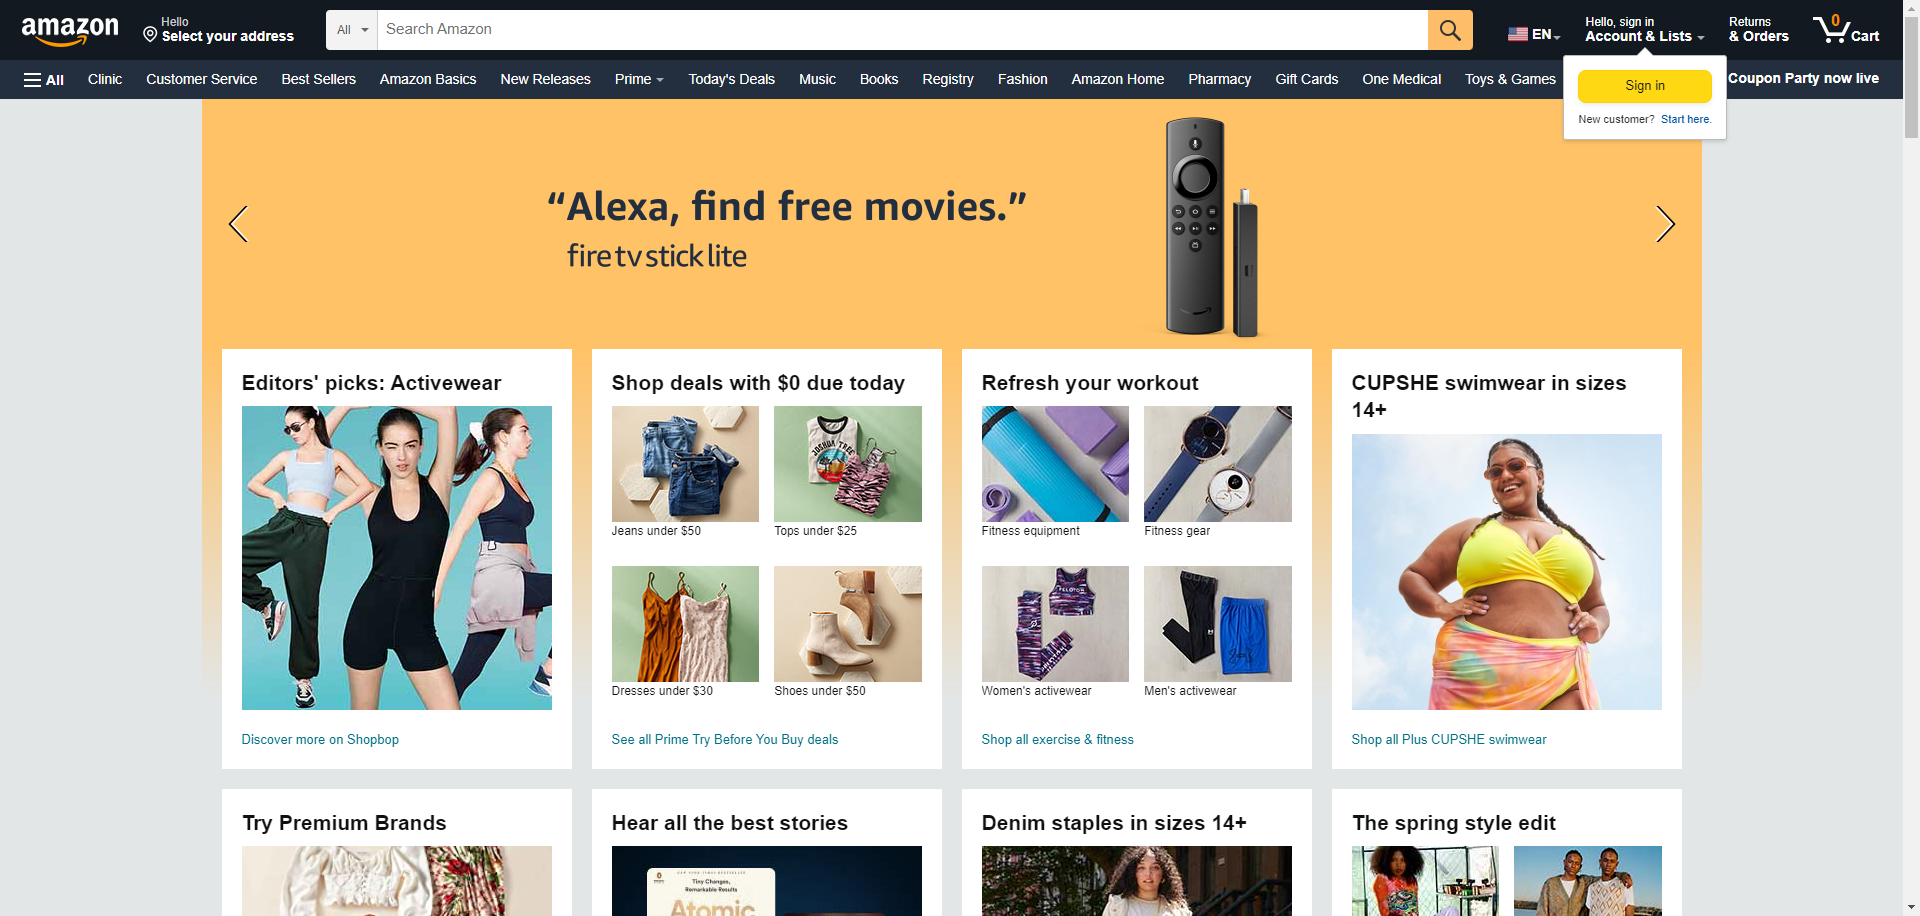 amazon
Hello
Select your address
All
Search Amazon
EN
Hello, sign in
Account & Lists
Returns
& Orders
0
Cart
All
Clinic
Customer Service
Best Sellers
Amazon Basics
New Releases
Prime
Today's Deals
Music
Books
Registry
Fashion
Amazon Home
Pharmacy
Gift Cards
One Medical
Toys & Games
Coupon Party now live
Sign in
New customer? Start here.
“Alexa, find free movies.”
fire tv stick lite
Editors' picks: Activewear
Discover more on Shopbop
Shop deals with $0 due today
JOSHUA TREE
Jeans under $50
Tops under $25
Dresses under $30
Shoes under $50
See all Prime Try Before You Buy deals
Refresh your workout
Fitness equipment
Fitness gear
PELOTON
Women's activewear
Men's activewear
Shop all exercise & fitness
CUPSHE swimwear in sizes
14+
Shop all Plus CUPSHE swimwear
Try Premium Brands
Hear all the best stories
Tiny Changes,
Remarkable Results
Atomic
Denim staples in sizes 14+
The spring style edit